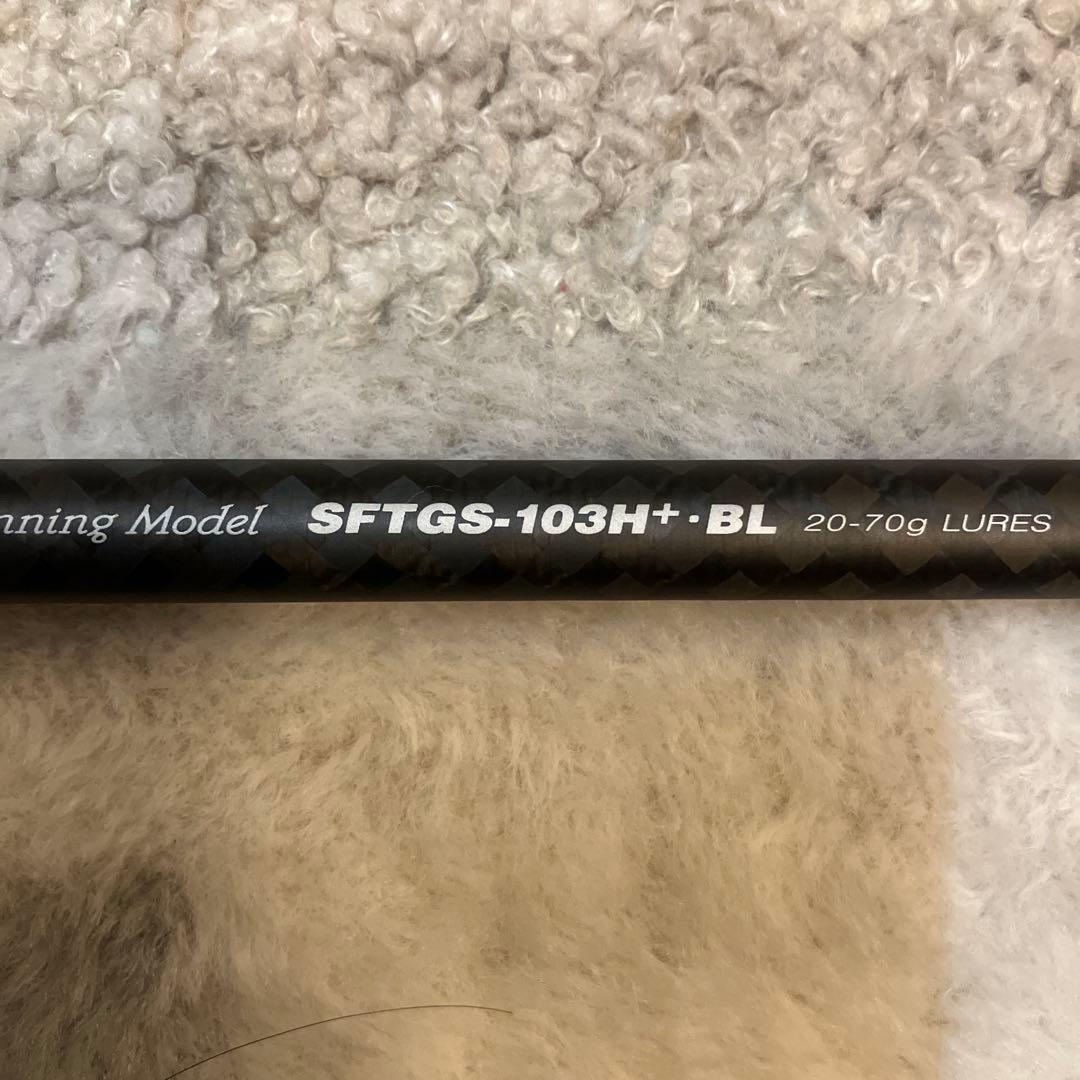 nning Model SFTGS-103H+・BL 20-70g LURES